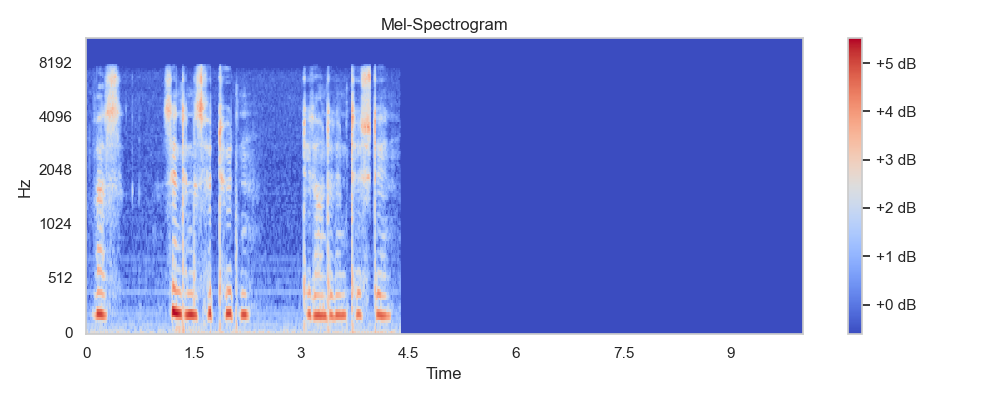 Mel-Spectrogram
Hz
8192
4096
2048
1024
512
0
0 1.5 3 4.5 6 7.5 9
Time
+5 dB
+4 dB
+3 dB
+2 dB
+1 dB
+0 dB